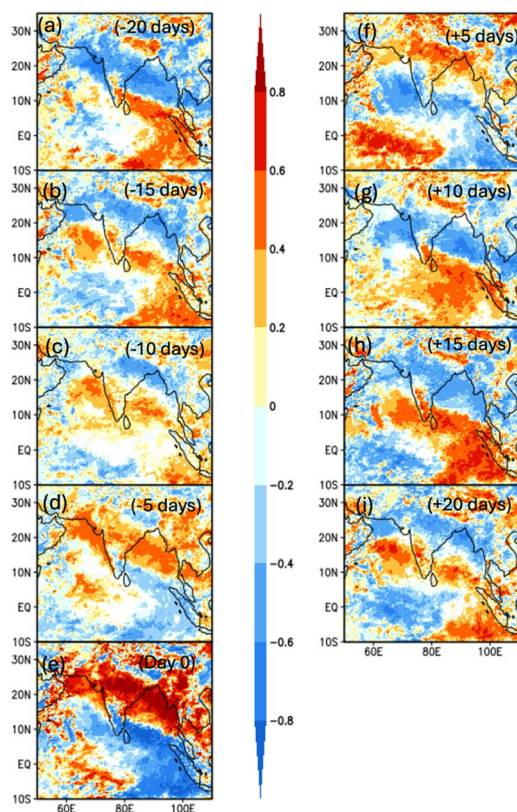 (a) (-20 days)
35N
30N
20N
10N
EQ
10S
(b) (-15 days)
30N
20N
10N
EQ
10S
(c) (-10 days)
30N
20N
10N
EQ
10S
(d) (-5 days)
30N
20N
10N
EQ
10S
(e) (Day 0)
30N
20N
10N
EQ
10S
60E 80E 100E
0.8
0.6
0.4
0.2
0
-0.2
-0.4
-0.6
-0.8
(f) (+5 days)
35N
30N
20N
10N
EQ
10S
(g) (+10 days)
30N
20N
10N
EQ
10S
(h) (+15 days)
30N
20N
10N
EQ
10S
(i) (+20 days)
30N
20N
10N
EQ
10S
60E 80E 100E